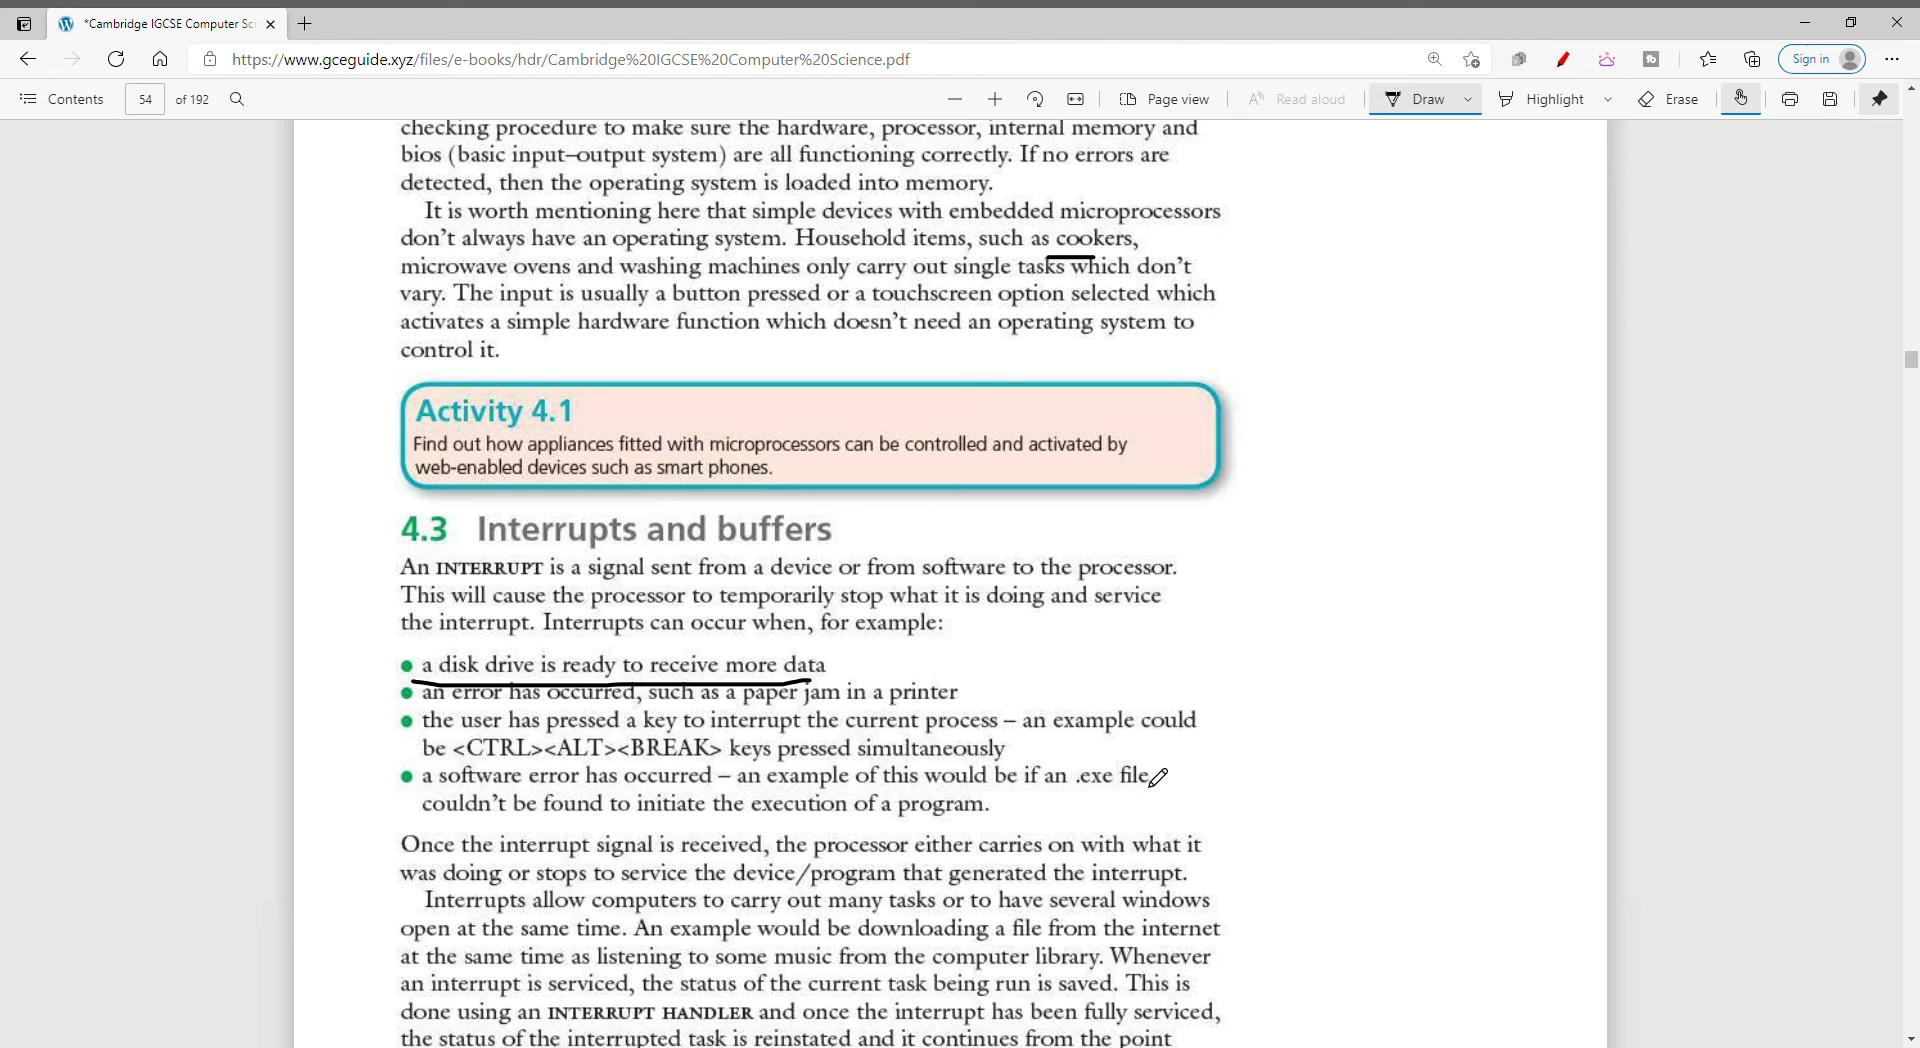 *Cambridge IGCSE Computer Sci
https://www.gceguide.xyz/files/e-books/hdr/Cambridge%20IGCSE%20Computer%20Science.pdf
Sign in
Contents
54 of 192
Page view
Read aloud
Draw
Highlight
Erase
checking procedure to make sure the hardware, processor, internal memory and
bios (basic input–output system) are all functioning correctly. If no errors are
detected, then the operating system is loaded into memory.
It is worth mentioning here that simple devices with embedded microprocessors
don’t always have an operating system. Household items, such as cookers,
microwave ovens and washing machines only carry out single tasks which don’t
vary. The input is usually a button pressed or a touchscreen option selected which
activates a simple hardware function which doesn’t need an operating system to
control it.
Activity 4.1
Find out how appliances fitted with microprocessors can be controlled and activated by
web-enabled devices such as smart phones.
4.3 Interrupts and buffers
An INTERRUPT is a signal sent from a device or from software to the processor.
This will cause the processor to temporarily stop what it is doing and service
the interrupt. Interrupts can occur when, for example:
● a disk drive is ready to receive more data
● an error has occurred, such as a paper jam in a printer
● the user has pressed a key to interrupt the current process – an example could
be <CTRL><ALT><BREAK> keys pressed simultaneously
● a software error has occurred – an example of this would be if an .exe file
couldn’t be found to initiate the execution of a program.
Once the interrupt signal is received, the processor either carries on with what it
was doing or stops to service the device/program that generated the interrupt.
Interrupts allow computers to carry out many tasks or to have several windows
open at the same time. An example would be downloading a file from the internet
at the same time as listening to some music from the computer library. Whenever
an interrupt is serviced, the status of the current task being run is saved. This is
done using an INTERRUPT HANDLER and once the interrupt has been fully serviced,
the status of the interrupted task is reinstated and it continues from the point